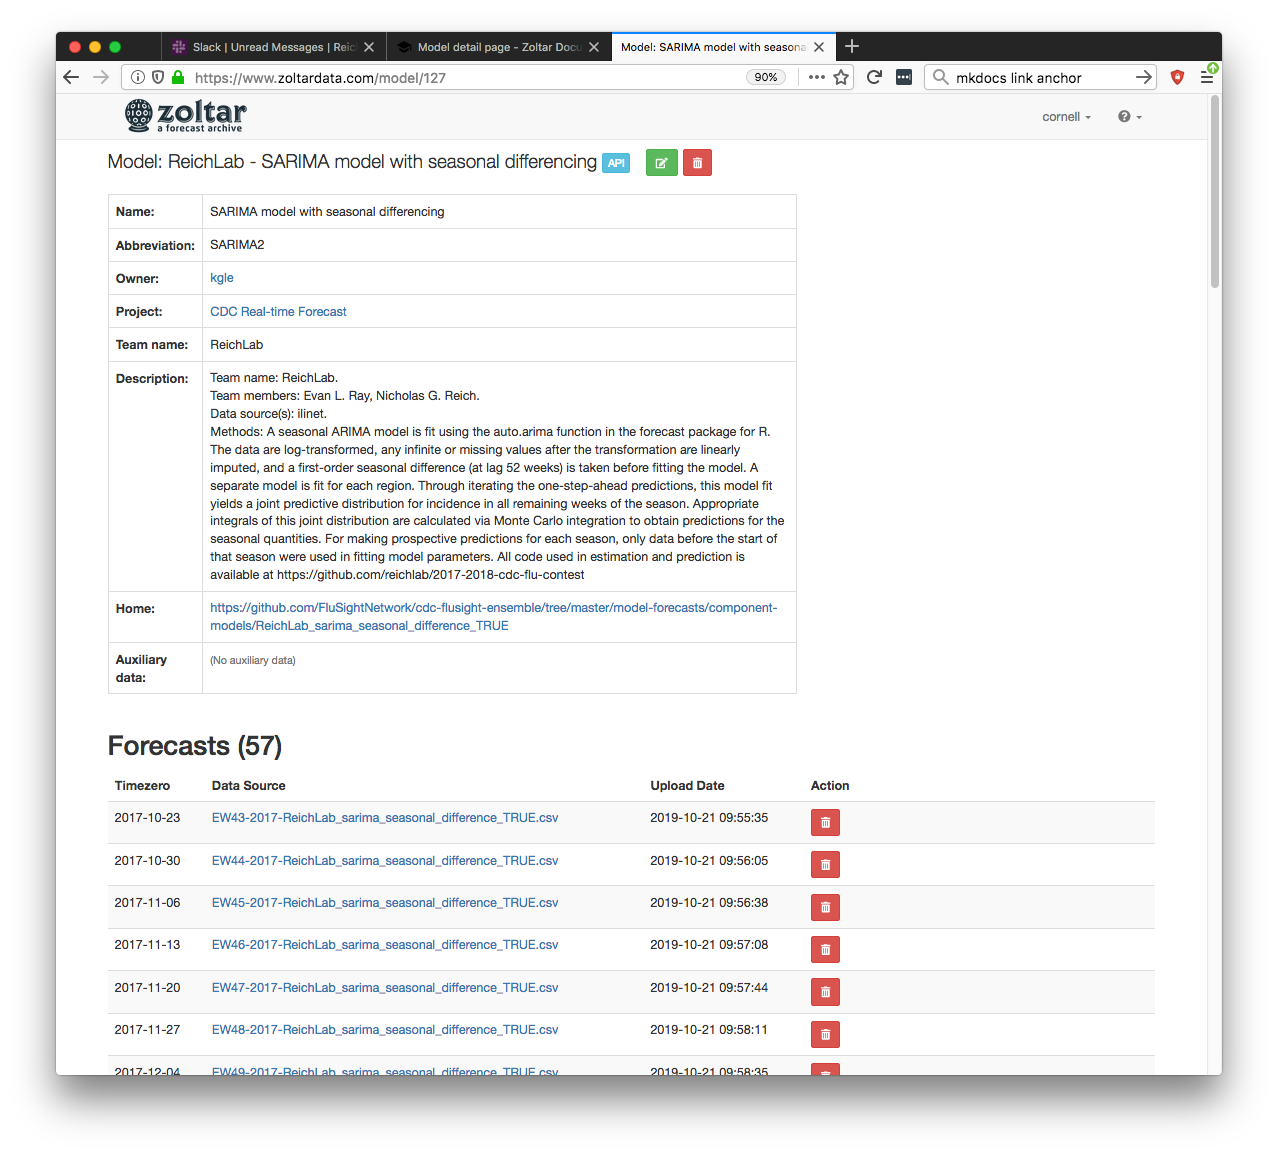 Slack | Unread Messages | Reic
Model detail page - Zoltar Docu
Model: SARIMA model with seasona
https://www.zoltardata.com/model/127
90%
mkdocs link anchor
zoltar
a forecast archive
cornell
Model: ReichLab - SARIMA model with seasonal differencing API
Name: SARIMA model with seasonal differencing
Abbreviation: SARIMA2
Owner: kgle
Project: CDC Real-time Forecast
Team name: ReichLab
Description: Team name: ReichLab.
Team members: Evan L. Ray, Nicholas G. Reich.
Data source(s): ilinet.
Methods: A seasonal ARIMA model is fit using the auto.arima function in the forecast package for R.
The data are log-transformed, any infinite or missing values after the transformation are linearly
imputed, and a first-order seasonal difference (at lag 52 weeks) is taken before fitting the model. A
separate model is fit for each region. Through iterating the one-step-ahead predictions, this model fit
yields a joint predictive distribution for incidence in all remaining weeks of the season. Appropriate
integrals of this joint distribution are calculated via Monte Carlo integration to obtain predictions for the
seasonal quantities. For making prospective predictions for each season, only data before the start of
that season were used in fitting model parameters. All code used in estimation and prediction is
available at https://github.com/reichlab/2017-2018-cdc-flu-contest
Home: https://github.com/FluSightNetwork/cdc-flusight-ensemble/tree/master/model-forecasts/component-
models/ReichLab_sarima_seasonal_difference_TRUE
Auxiliary (No auxiliary data)
data:
Forecasts (57)
Timezero Data Source Upload Date Action
2017-10-23 EW43-2017-ReichLab_sarima_seasonal_difference_TRUE.csv 2019-10-21 09:55:35
2017-10-30 EW44-2017-ReichLab_sarima_seasonal_difference_TRUE.csv 2019-10-21 09:56:05
2017-11-06 EW45-2017-ReichLab_sarima_seasonal_difference_TRUE.csv 2019-10-21 09:56:38
2017-11-13 EW46-2017-ReichLab_sarima_seasonal_difference_TRUE.csv 2019-10-21 09:57:08
2017-11-20 EW47-2017-ReichLab_sarima_seasonal_difference_TRUE.csv 2019-10-21 09:57:44
2017-11-27 EW48-2017-ReichLab_sarima_seasonal_difference_TRUE.csv 2019-10-21 09:58:11
2017-12-04 EW49-2017-ReichLab_sarima_seasonal_difference_TRUE.csv 2019-10-21 09:58:35